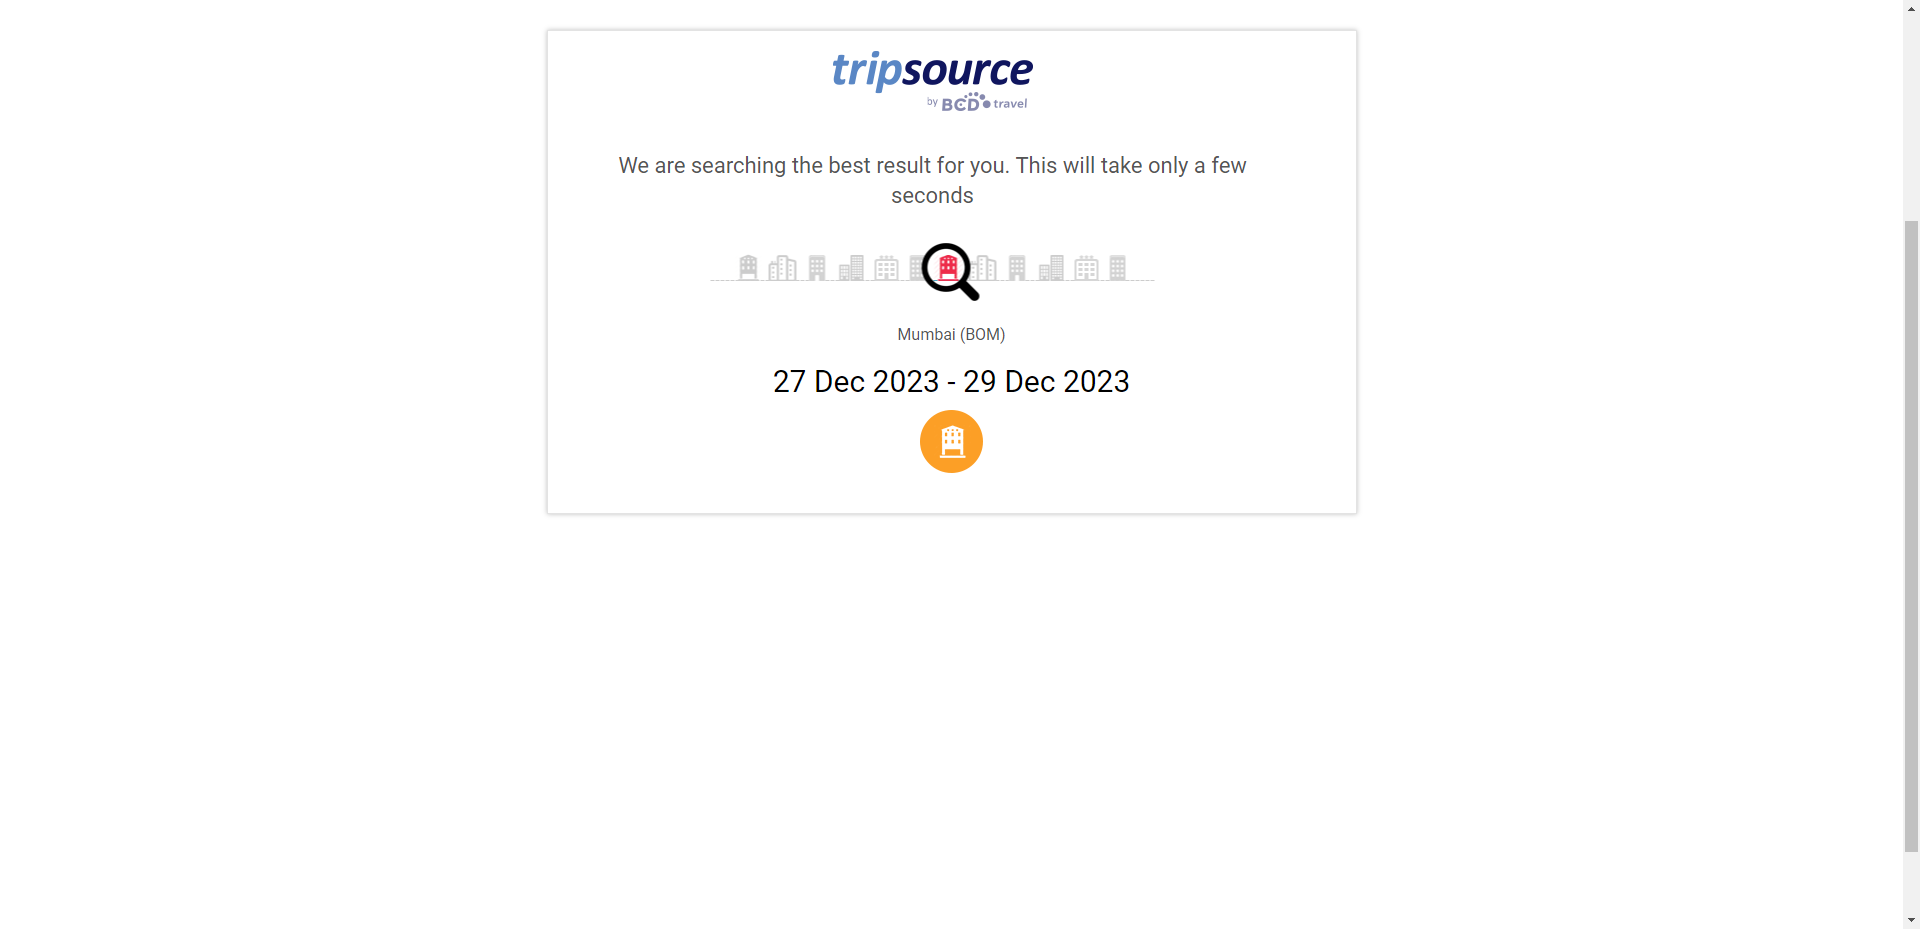 tripsource
by BCD travel
We are searching the best result for you. This will take only a few
seconds
Mumbai (BOM)
27 Dec 2023 - 29 Dec 2023